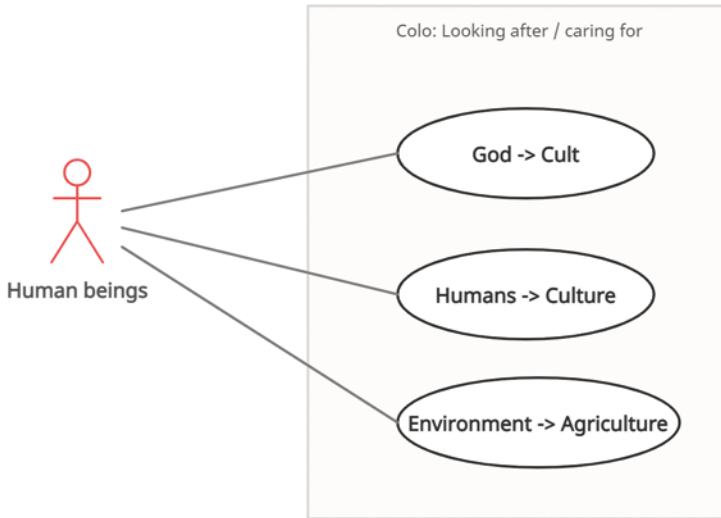 Colo: Looking after / caring for
God -> Cult
Human beings
Humans -> Culture
Environment -> Agriculture